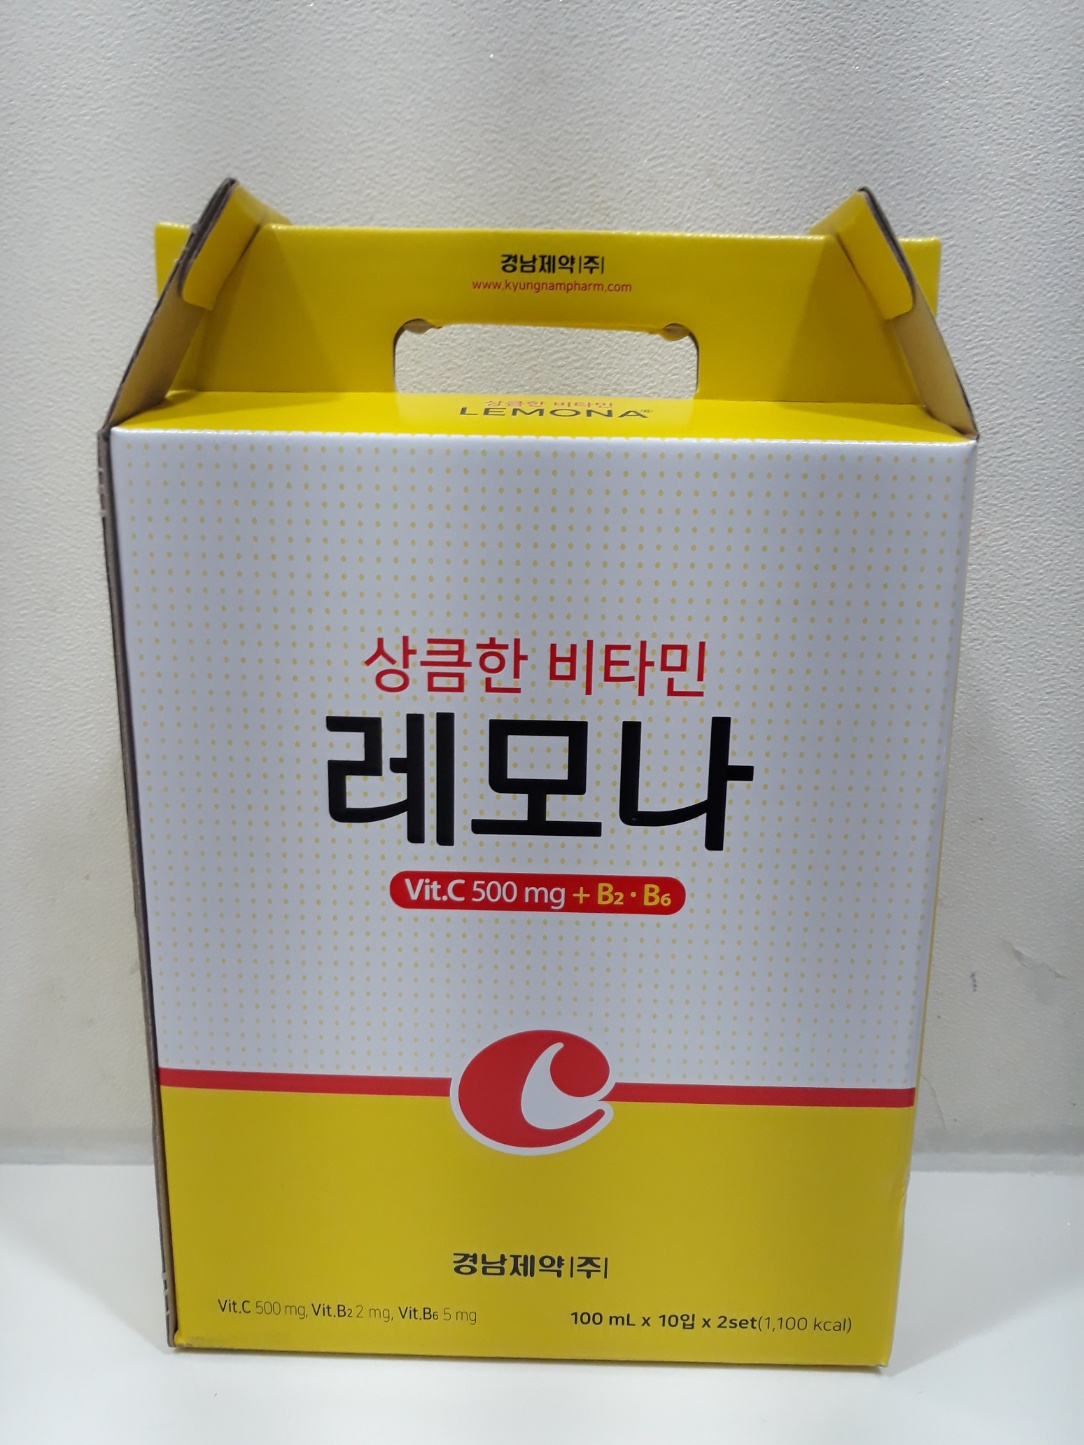 경남제약(주)
www.kyungnampharm.com
상큼한 비타민
LEMONA®
상큼한 비타민
레모나
Vit.C 500 mg + B₂ · B₆
경남제약(주)
Vit.C 500 mg, Vit.B₂ 2 mg, Vit.B₆ 5 mg
100 mL x 10입 x 2set(1,100 kcal)